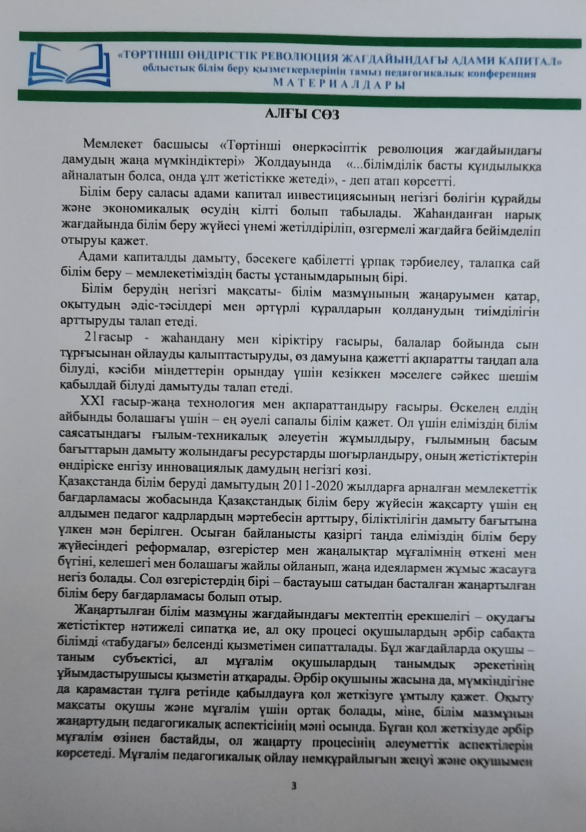 «ТӨРТІНШІ ӨНДІРІСТІК РЕВОЛЮЦИЯ ЖАҒДАЙЫНДАҒЫ АДАМИ КАПИТАЛ»
облыстық білім беру қызметкерлерінің тамыз педагогикалық конференция
МАТЕРИАЛДАРЫ
АЛҒЫ СӨЗ
Мемлекет басшысы «Төртінші өнеркәсіптік революция жағдайындағы
дамудың жаңа мүмкіндіктері» Жолдауында «...білімділік басты құндылыққа
айналатын болса, онда ұлт жетістікке жетеді», - деп атап көрсетті.
Білім беру саласы адами капитал инвестициясының негізгі бөлігін құрайды
және экономикалық өсудің кілті болып табылады. Жаһанданған нарық
жағдайында білім беру жүйесі үнемі жетілдіріліп, өзгермелі жағдайға бейімделіп
отыруы қажет.
Адами капиталды дамыту, бәсекеге қабілетті ұрпақ тәрбиелеу, талапқа сай
білім беру – мемлекетіміздің басты ұстанымдарының бірі.
Білім берудің негізгі мақсаты- білім мазмұнының жаңаруымен қатар,
оқытудың әдіс-тәсілдері мен әртүрлі құралдарын қолданудың тиімділігін
арттыруды талап етеді.
21ғасыр - жаһандану мен кіріктіру ғасыры, балалар бойында сын
тұрғысынан ойлауды қалыптастыруды, өз дамуына қажетті ақпаратты таңдап ала
білуді, кәсіби міндеттерін орындау үшін кезіккен мәселеге сәйкес шешім
қабылдай білуді дамытуды талап етеді.
XXI ғасыр-жаңа технология мен ақпараттандыру ғасыры. Өскелең елдің
айбынды болашағы үшін – ең әуелі сапалы білім қажет. Ол үшін еліміздің білім
саясатындағы ғылым-техникалық әлеуетін жұмылдыру, ғылымның басым
бағыттарын дамыту жолындағы ресурстарды шоғырландыру, оның жетістіктерін
өндіріске енгізу инновациялық дамудың негізгі көзі.
Қазақстанда білім беруді дамытудың 2011-2020 жылдарға арналған мемлекеттік
бағдарламасы жобасында Қазақстандық білім беру жүйесін жақсарту үшін ең
алдымен педагог кадрлардың мәртебесін арттыру, біліктілігін дамыту бағытына
үлкен мән берілген. Осыған байланысты қазіргі таңда еліміздің білім беру
жүйесіндегі реформалар, өзгерістер мен жаңалықтар мұғалімнің өткені мен
бүгіні, келешегі мен болашағы жайлы ойланып, жаңа идеялармен жұмыс жасауға
негіз болады. Сол өзгерістердің бірі – бастауыш сатыдан басталған жаңартылған
білім беру бағдарламасы болып отыр.
Жаңартылған білім мазмұны жағдайындағы мектептің ерекшелігі – оқудағы
жетістіктер нәтижелі сипатқа ие, ал оқу процесі оқушылардың әрбір сабақта
білімді «табудағы» белсенді қызметімен сипатталады. Бұл жағдайларда оқушы –
таным субъектісі, ал мұғалім оқушылардың танымдық әрекетінің
ұйымдастырушысы қызметін атқарады. Әрбір оқушыны жасына да, мүмкіндігіне
да қарамастан тұлға ретінде қабылдауға қол жеткізуге ұмтылу қажет. Оқыту
мақсаты оқушы және мұғалім үшін ортақ болады, міне, білім мазмұнын
жаңартудың педагогикалық аспектісінің мәні осында. Бұған қол жеткізуде әрбір
мұғалім өзінен бастайды, ол жаңарту процесінің әлеуметтік аспектілерін
көрсетеді. Мұғалім педагогикалық ойлау немқұрайлығын жеңуі және оқушымен
3